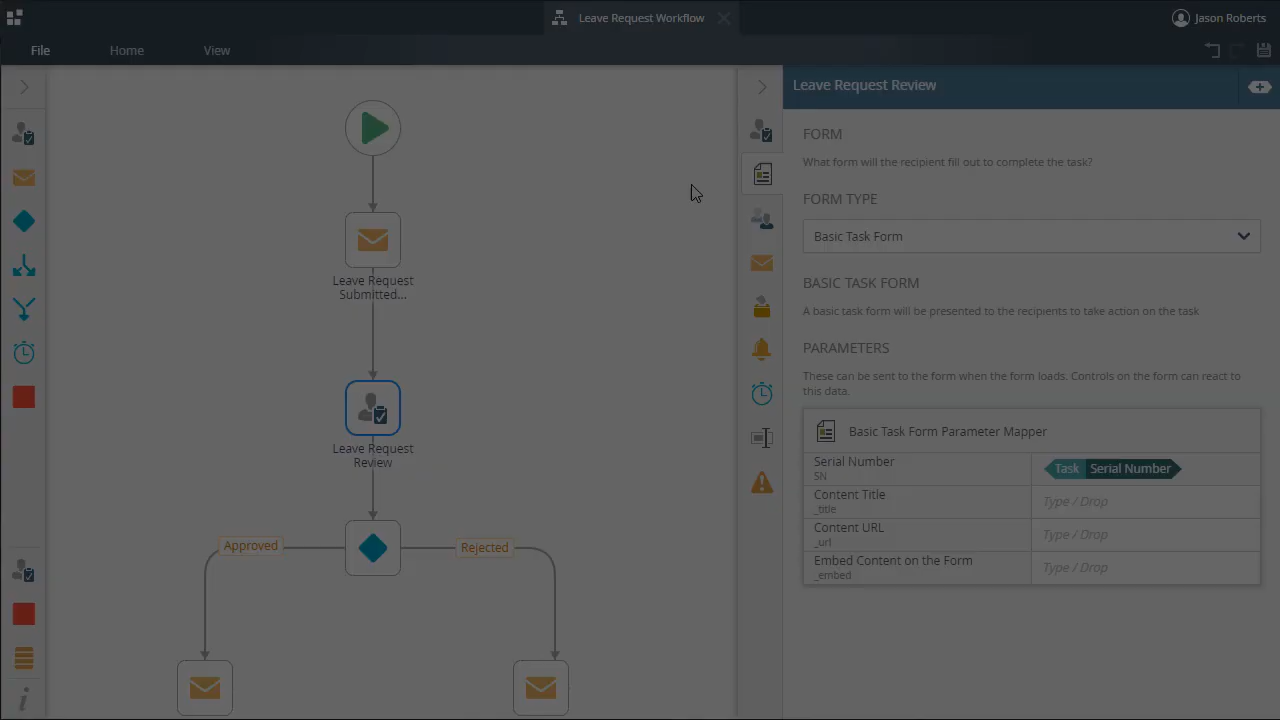 Leave Request Workflow
Jason Roberts
File
Home
View
Leave Request
Submitted...
Leave Request
Review
Approved
Rejected
Leave Request Review
FORM
What form will the recipient fill out to complete the task?
FORM TYPE
Basic Task Form
BASIC TASK FORM
A basic task form will be presented to the recipients to take action on the task
PARAMETERS
These can be sent to the form when the form loads. Controls on the form can react to
this data.
Basic Task Form Parameter Mapper
Serial Number
SN
Task Serial Number
Content Title
_title
Type / Drop
Content URL
_url
Type / Drop
Embed Content on the Form
_embed
Type / Drop